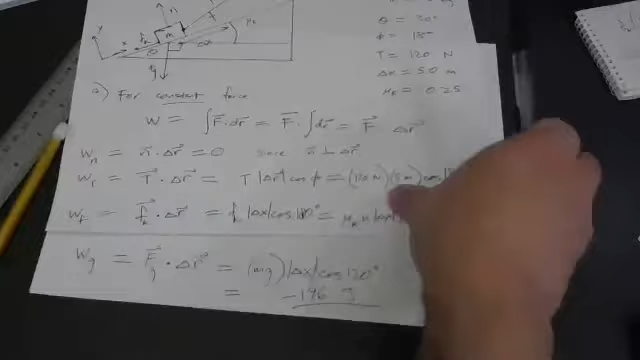 θ = 30°
φ = 18°
T = 120 N
Δx = 5.0 m
μk = 0.25
n
m
θ
a) For constant force
W = ∫F⃗·dr⃗ = F⃗·∫dr⃗ = F⃗ Δr⃗
Wn = n⃗·Δr⃗ = 0 since n⃗ ⊥ Δr⃗
WT = T⃗·Δr⃗ = T|Δr⃗|cos φ = (120 N)(5 m) cos
Wf = f⃗k·Δr⃗ = fk|Δx|cos 180° = μk n
Wg = F⃗g·Δr⃗ = (mg)|Δx|cos 120°
= -196 J